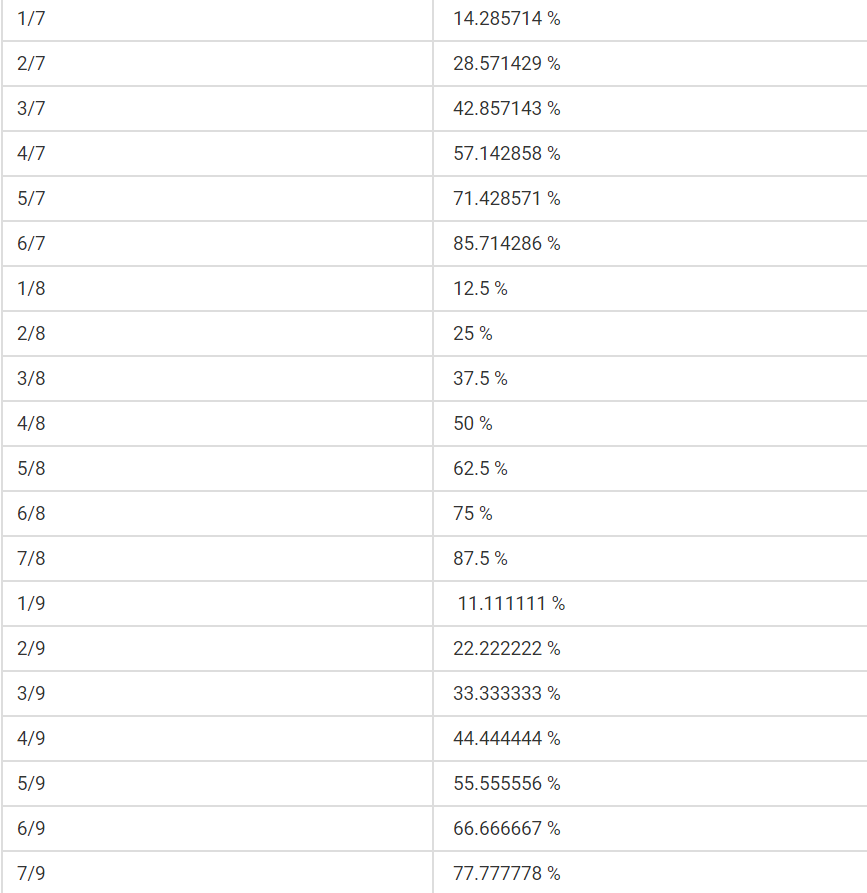 1/7 14.285714 %
2/7 28.571429 %
3/7 42.857143 %
4/7 57.142858 %
5/7 71.428571 %
6/7 85.714286 %
1/8 12.5 %
2/8 25 %
3/8 37.5 %
4/8 50 %
5/8 62.5 %
6/8 75 %
7/8 87.5 %
1/9 11.111111 %
2/9 22.222222 %
3/9 33.333333 %
4/9 44.444444 %
5/9 55.555556 %
6/9 66.666667 %
7/9 77.777778 %